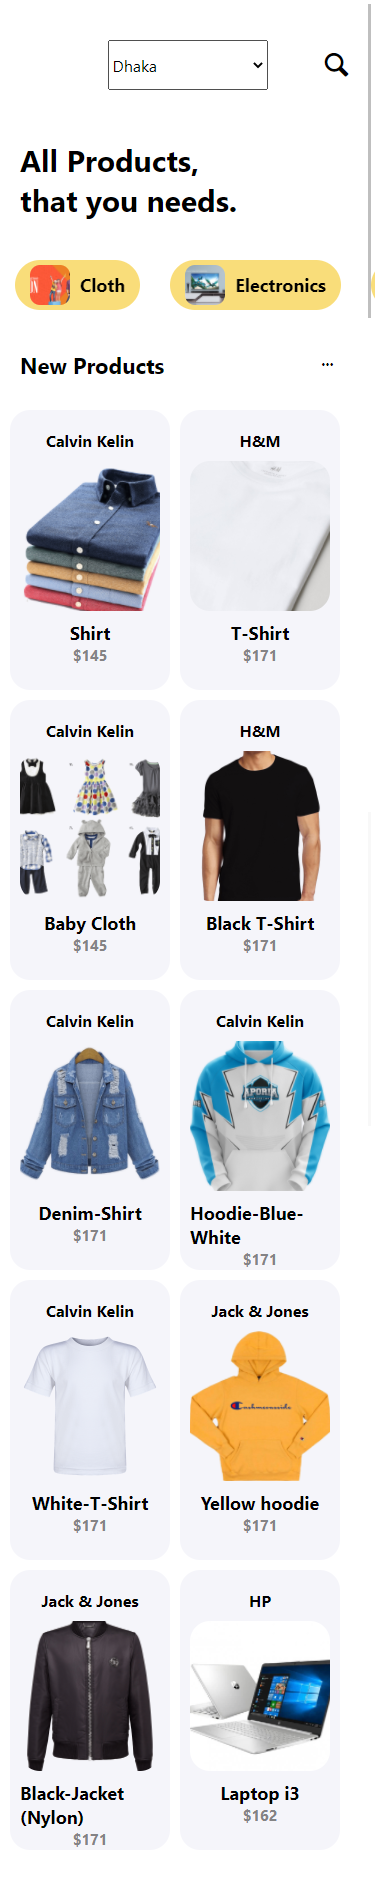 Dhaka
All Products,
that you needs.
IN
Cloth
Electronics
New Products
...
Calvin Kelin
H&M
Shirt
T-Shirt
$145
$171
Calvin Kelin
H&M
Baby Cloth
Black T-Shirt
$145
$171
Calvin Kelin
Calvin Kelin
APORIA
Denim-Shirt
Hoodie-Blue-
White
$171
$171
Calvin Kelin
Jack & Jones
White-T-Shirt
Yellow hoodie
$171
$171
Jack & Jones
HP
Black-Jacket
(Nylon)
Laptop i3
$171
$162